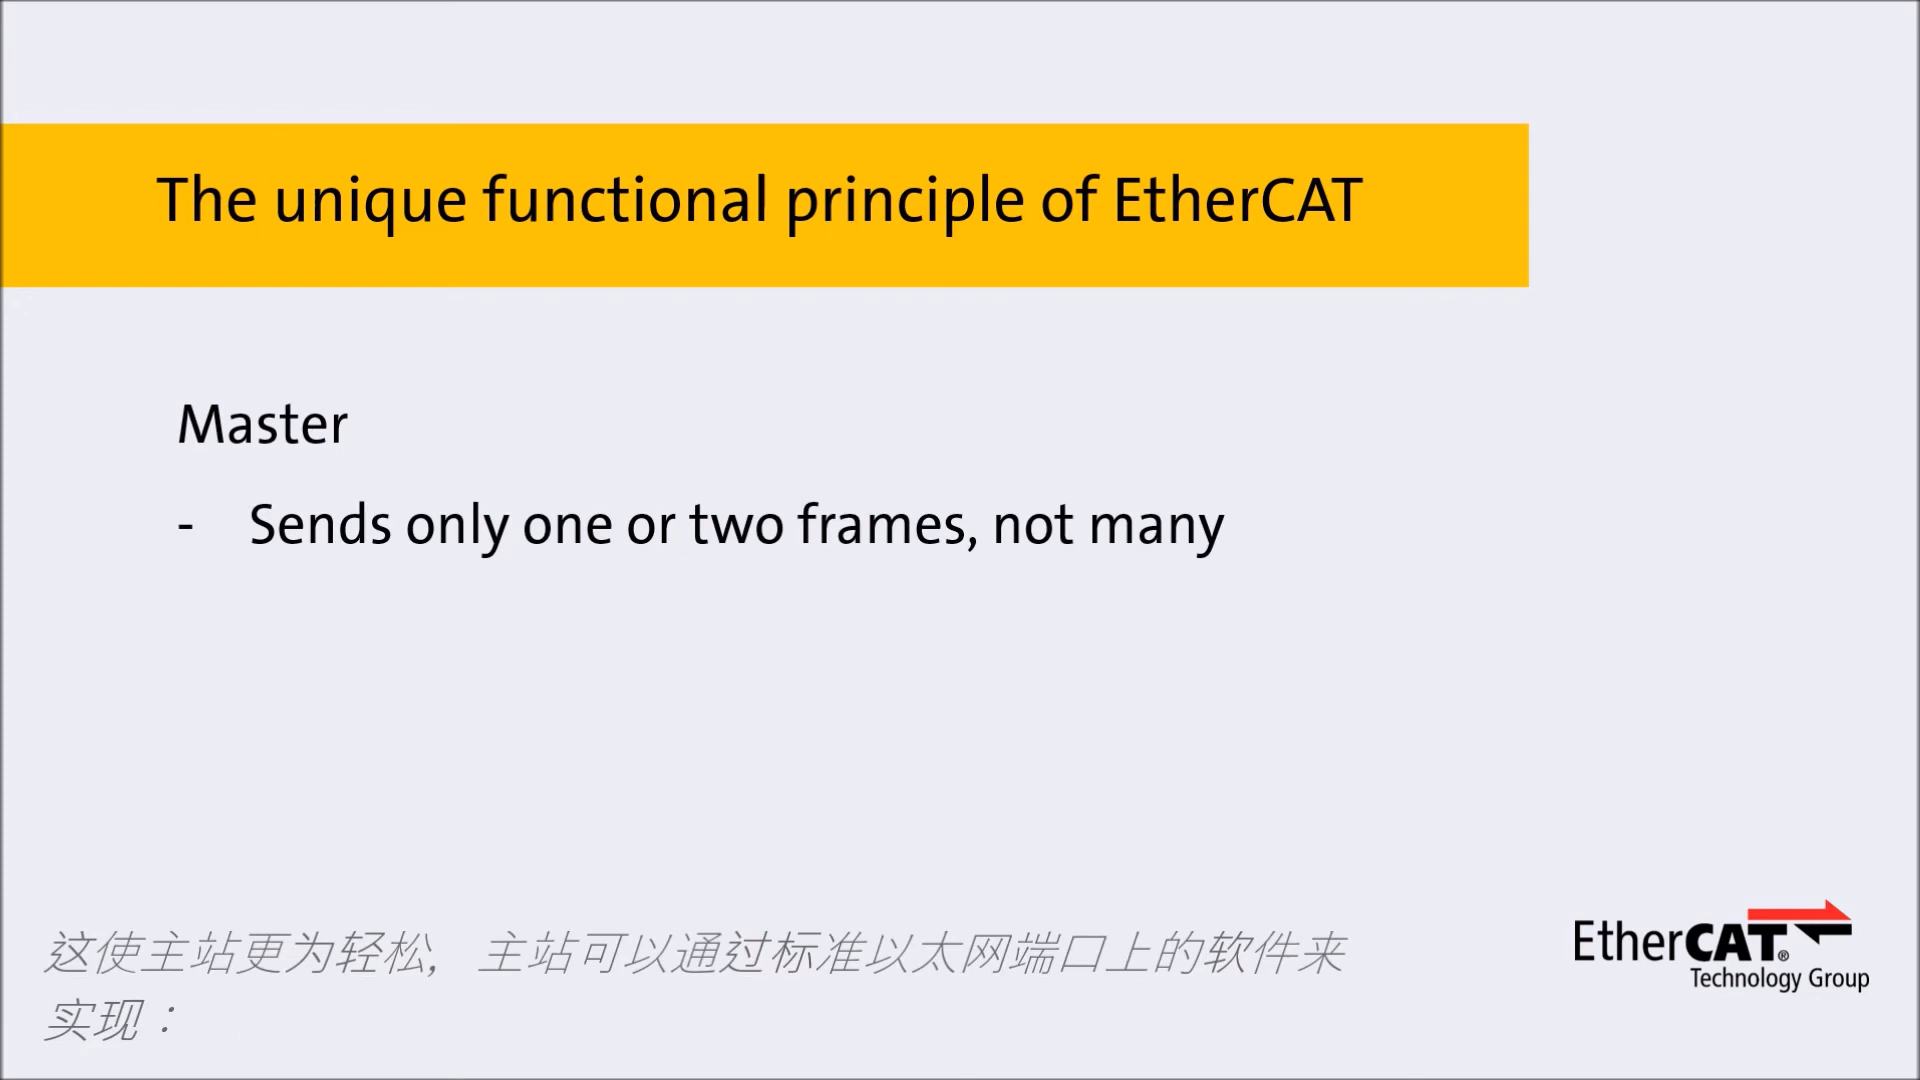 The unique functional principle of EtherCAT
Master
- Sends only one or two frames, not many
这使主站更为轻松, 主站可以通过标准以太网端口上的软件来
实现：
EtherCAT®
Technology Group